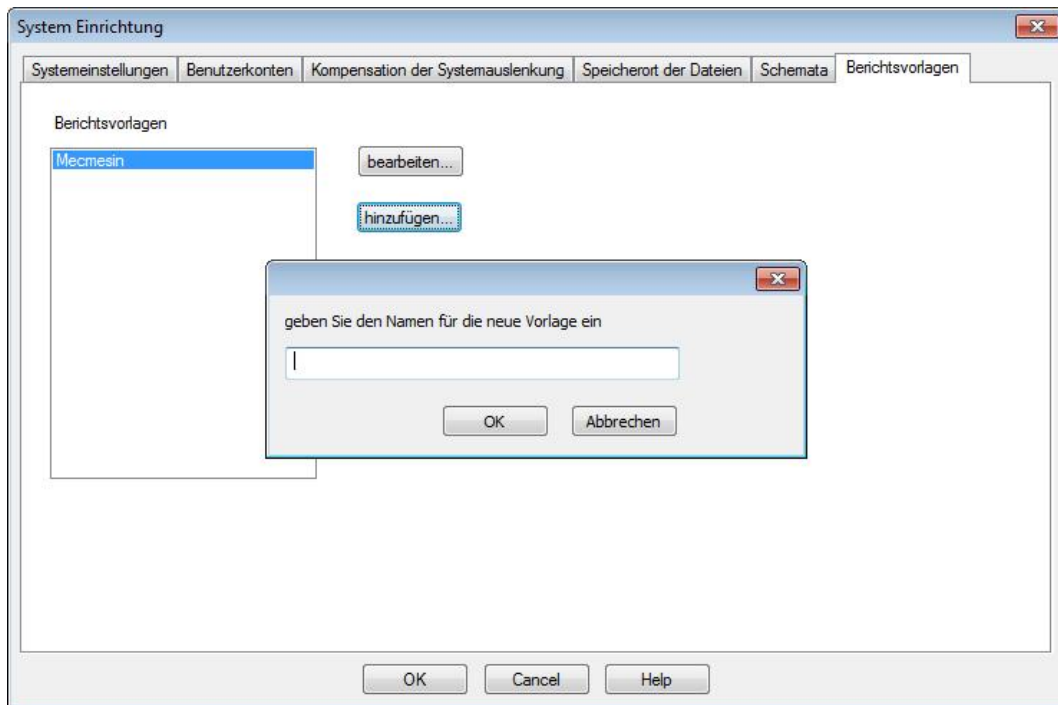 System Einrichtung
Systemeinstellungen Benutzerkonten Kompensation der Systemauslenkung Speicherort der Dateien Schemata Berichtsvorlagen
Berichtsvorlagen
Mecmesin
bearbeiten...
hinzufügen...
geben Sie den Namen für die neue Vorlage ein
OK Abbrechen
OK Cancel Help